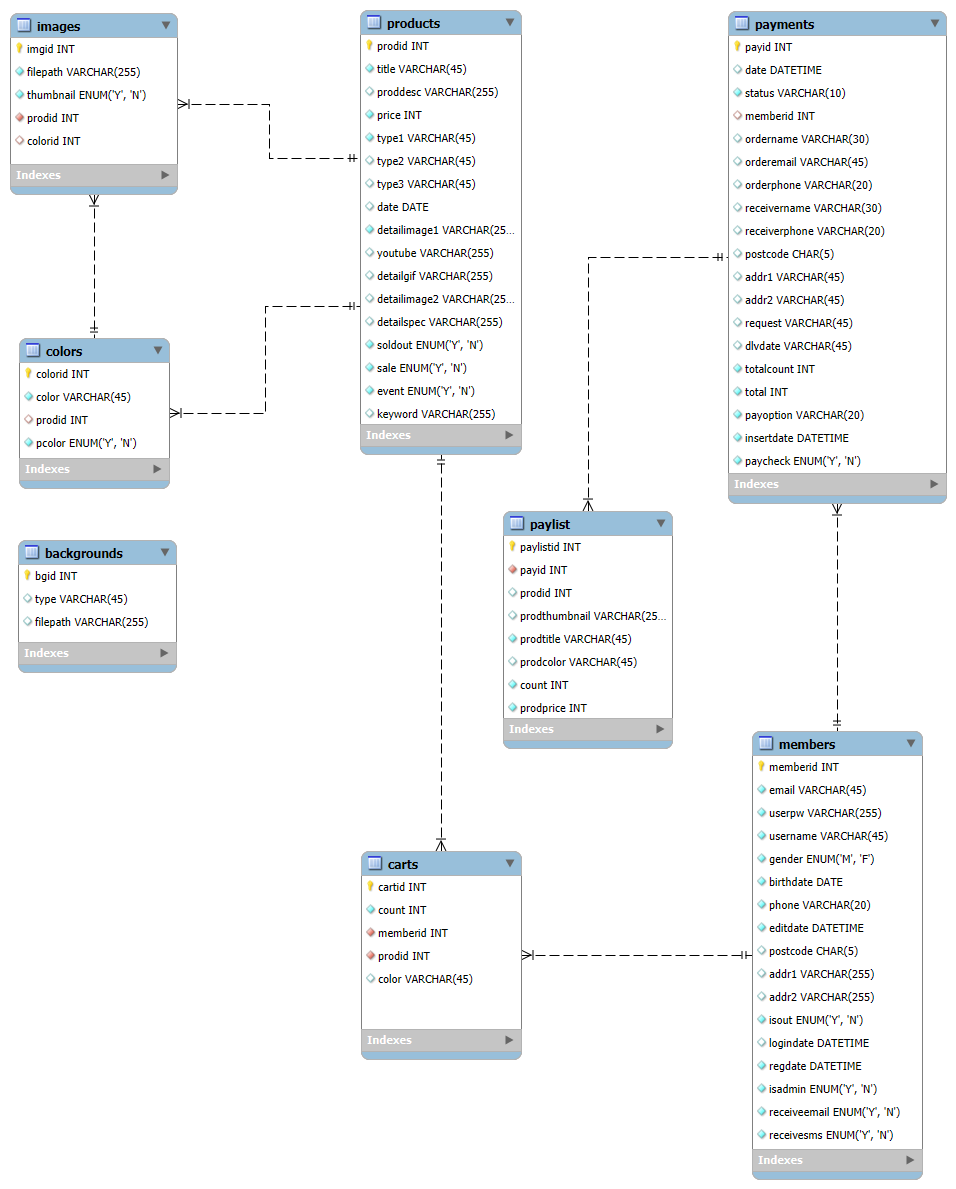 images
imgid INT
filepath VARCHAR(255)
thumbnail ENUM('Y', 'N')
prodid INT
colorid INT
Indexes
products
prodid INT
title VARCHAR(45)
proddesc VARCHAR(255)
price INT
type1 VARCHAR(45)
type2 VARCHAR(45)
type3 VARCHAR(45)
date DATE
detailimage1 VARCHAR(25...
youtube VARCHAR(255)
detailgif VARCHAR(255)
detailimage2 VARCHAR(25...
detailspec VARCHAR(255)
soldout ENUM('Y', 'N')
sale ENUM('Y', 'N')
event ENUM('Y', 'N')
keyword VARCHAR(255)
Indexes
payments
payid INT
date DATETIME
status VARCHAR(10)
memberid INT
ordername VARCHAR(30)
orderemail VARCHAR(45)
orderphone VARCHAR(20)
receivername VARCHAR(30)
receiverphone VARCHAR(20)
postcode CHAR(5)
addr1 VARCHAR(45)
addr2 VARCHAR(45)
request VARCHAR(45)
dlvdate VARCHAR(45)
totalcount INT
total INT
payoption VARCHAR(20)
insertdate DATETIME
paycheck ENUM('Y', 'N')
Indexes
colors
colorid INT
color VARCHAR(45)
prodid INT
pcolor ENUM('Y', 'N')
Indexes
backgrounds
bgid INT
type VARCHAR(45)
filepath VARCHAR(255)
Indexes
paylist
paylistid INT
payid INT
prodid INT
prodthumbnail VARCHAR(25...
prodtitle VARCHAR(45)
prodcolor VARCHAR(45)
count INT
prodprice INT
Indexes
carts
cartid INT
count INT
memberid INT
prodid INT
color VARCHAR(45)
Indexes
members
memberid INT
email VARCHAR(45)
userpw VARCHAR(255)
username VARCHAR(45)
gender ENUM('M', 'F')
birthdate DATE
phone VARCHAR(20)
editdate DATETIME
postcode CHAR(5)
addr1 VARCHAR(255)
addr2 VARCHAR(255)
isout ENUM('Y', 'N')
logindate DATETIME
regdate DATETIME
isadmin ENUM('Y', 'N')
receiveemail ENUM('Y', 'N')
receivesms ENUM('Y', 'N')
Indexes